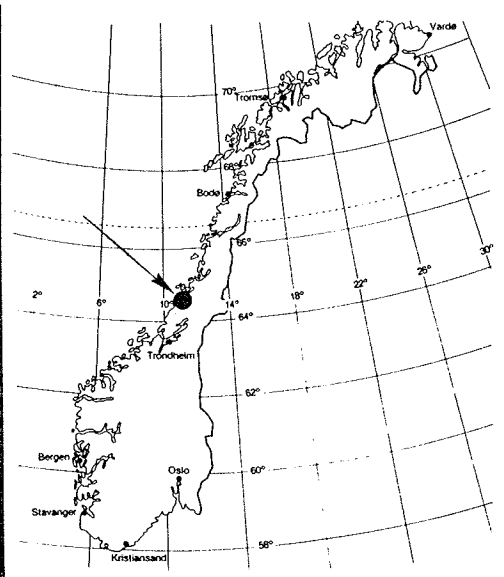 Vardø
70°
Tromsø
68°
Bodø
66°
30°
2° 6° 10° 14° 18° 22° 26°
64°
Trondheim
62°
Bergen
Oslo
60°
Stavanger
58°
Kristiansand